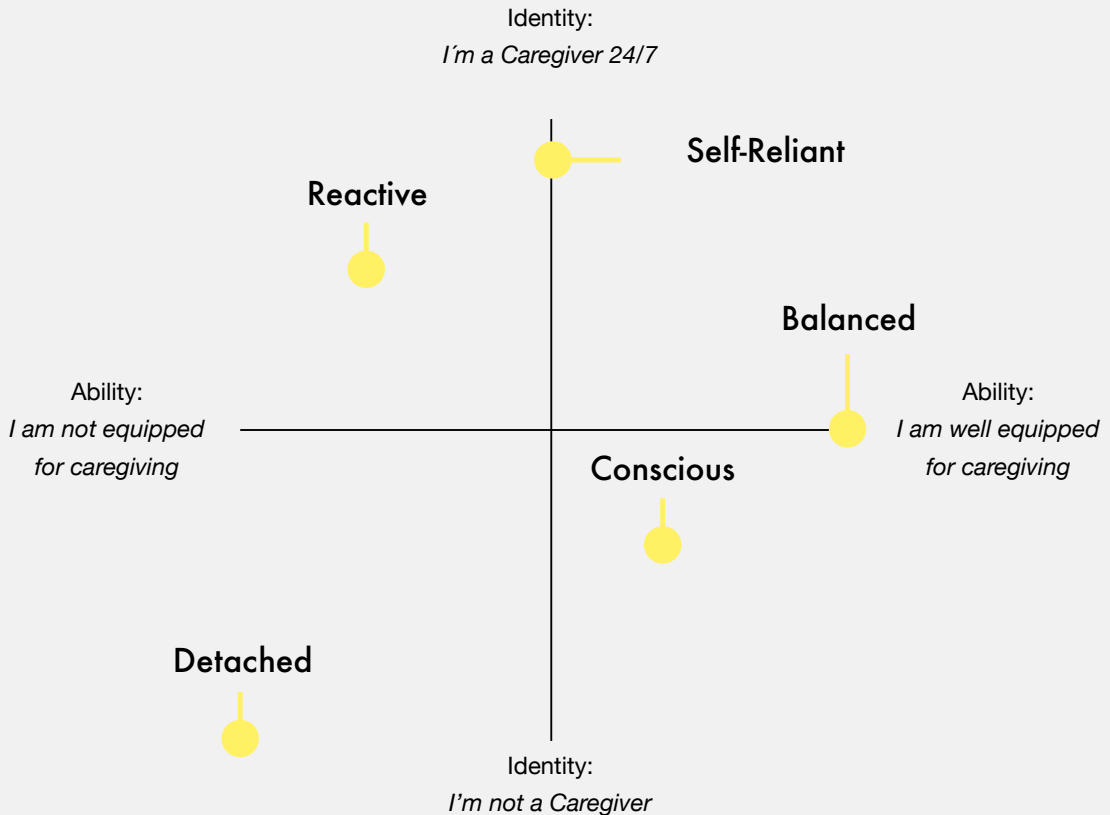 Identity:
I´m a Caregiver 24/7
Self-Reliant
Reactive
Balanced
Ability:
I am not equipped
for caregiving
Ability:
I am well equipped
for caregiving
Conscious
Detached
Identity:
I’m not a Caregiver